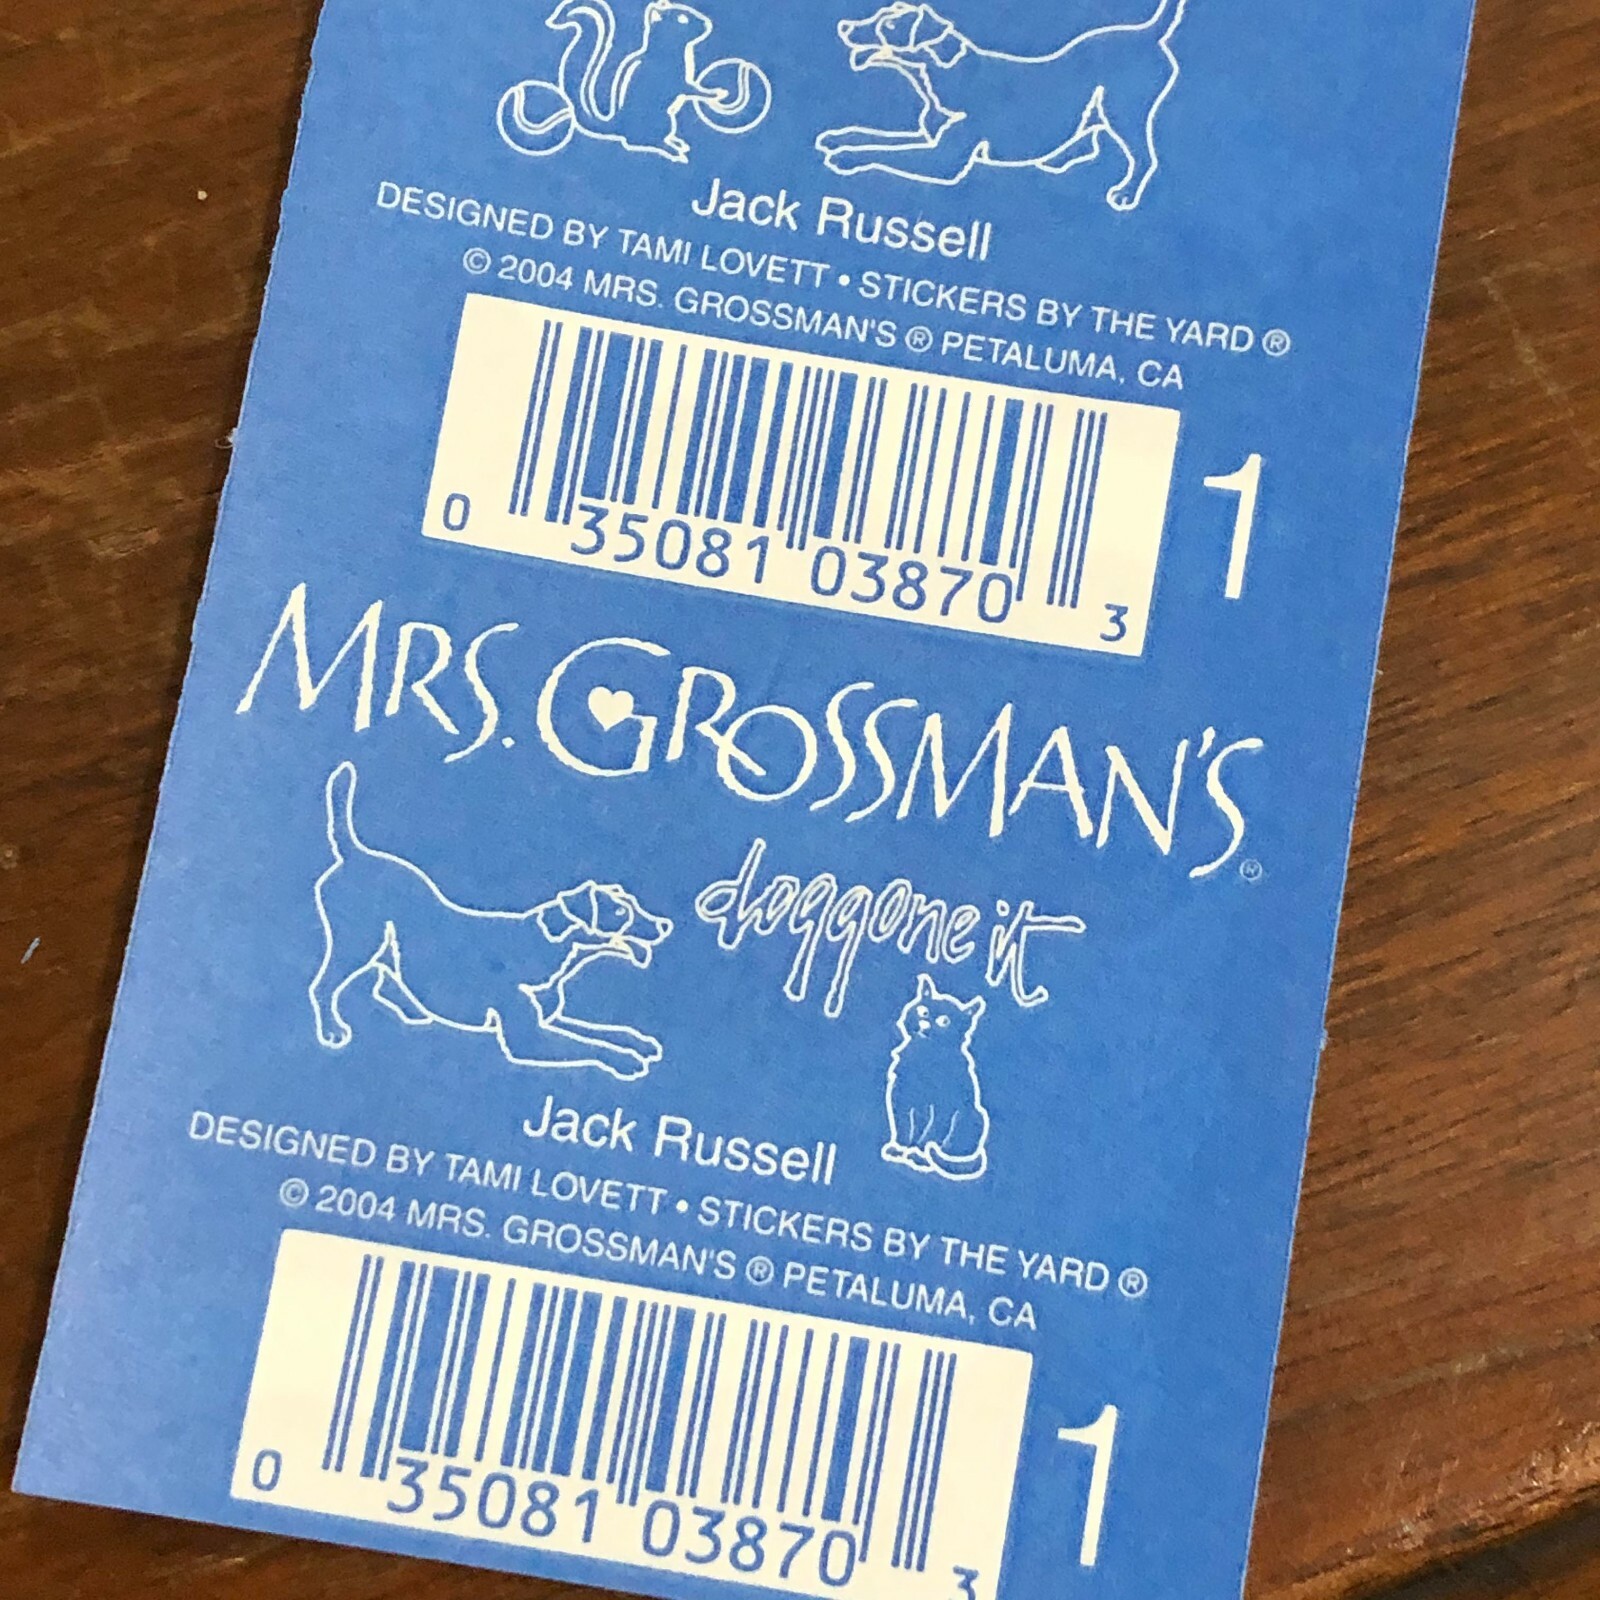 Jack Russell
DESIGNED BY TAMI LOVETT • STICKERS BY THE YARD ®
© 2004 MRS. GROSSMAN'S ® PETALUMA, CA
0 35081 03870 3
1
MRS. GROSSMAN'S ®
doggone it
Jack Russell
DESIGNED BY TAMI LOVETT • STICKERS BY THE YARD ®
© 2004 MRS. GROSSMAN'S ® PETALUMA, CA
0 35081 03870 3
1